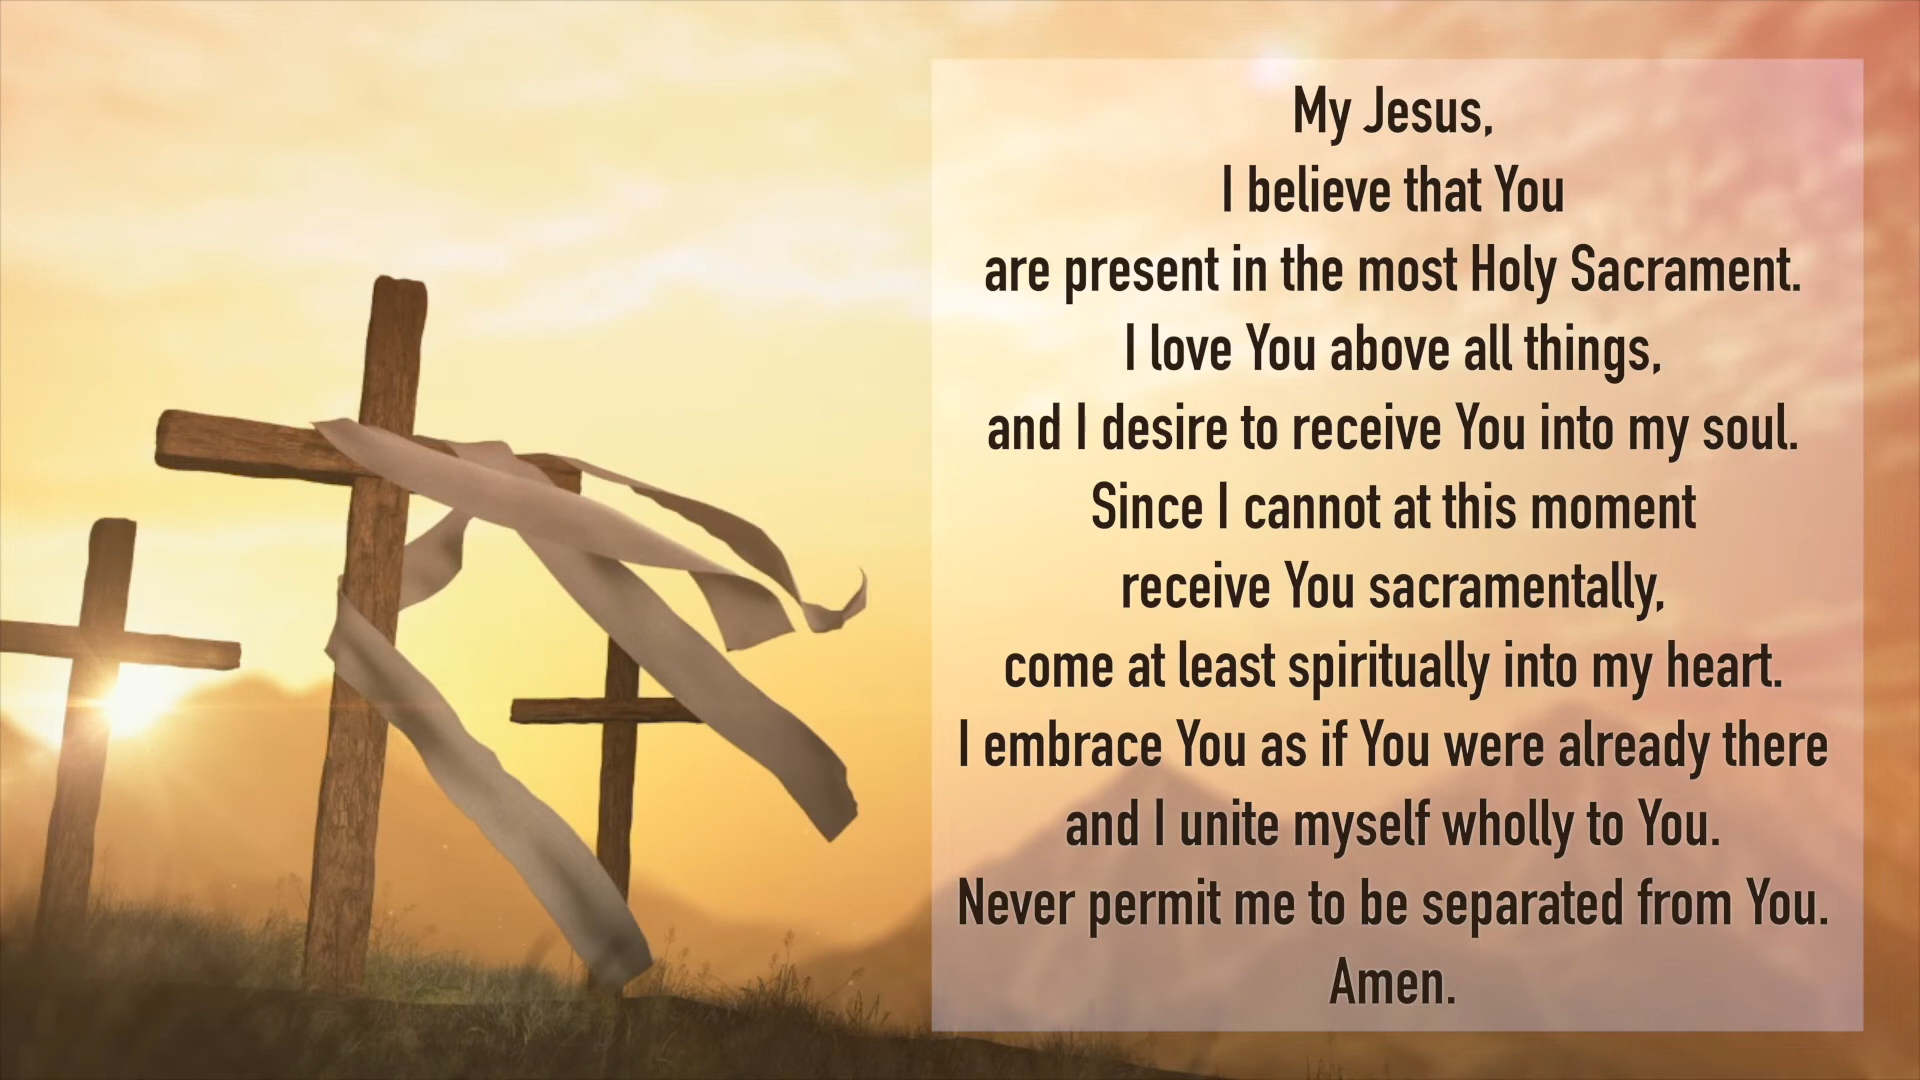 My Jesus,
I believe that You
are present in the most Holy Sacrament.
I love You above all things,
and I desire to receive You into my soul.
Since I cannot at this moment
receive You sacramentally,
come at least spiritually into my heart.
I embrace You as if You were already there
and I unite myself wholly to You.
Never permit me to be separated from You.
Amen.